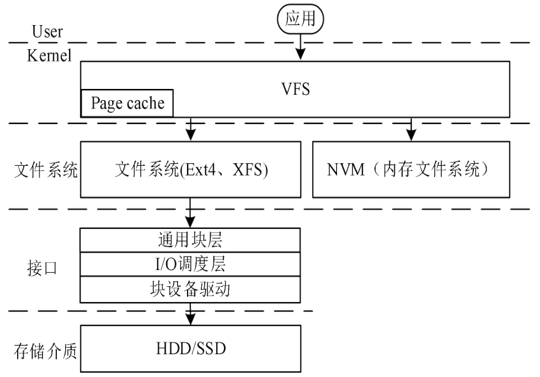 应用
User
Kernel
VFS
Page cache
文件系统
文件系统(Ext4、XFS)
NVM（内存文件系统）
接口
通用块层
I/O调度层
块设备驱动
存储介质
HDD/SSD